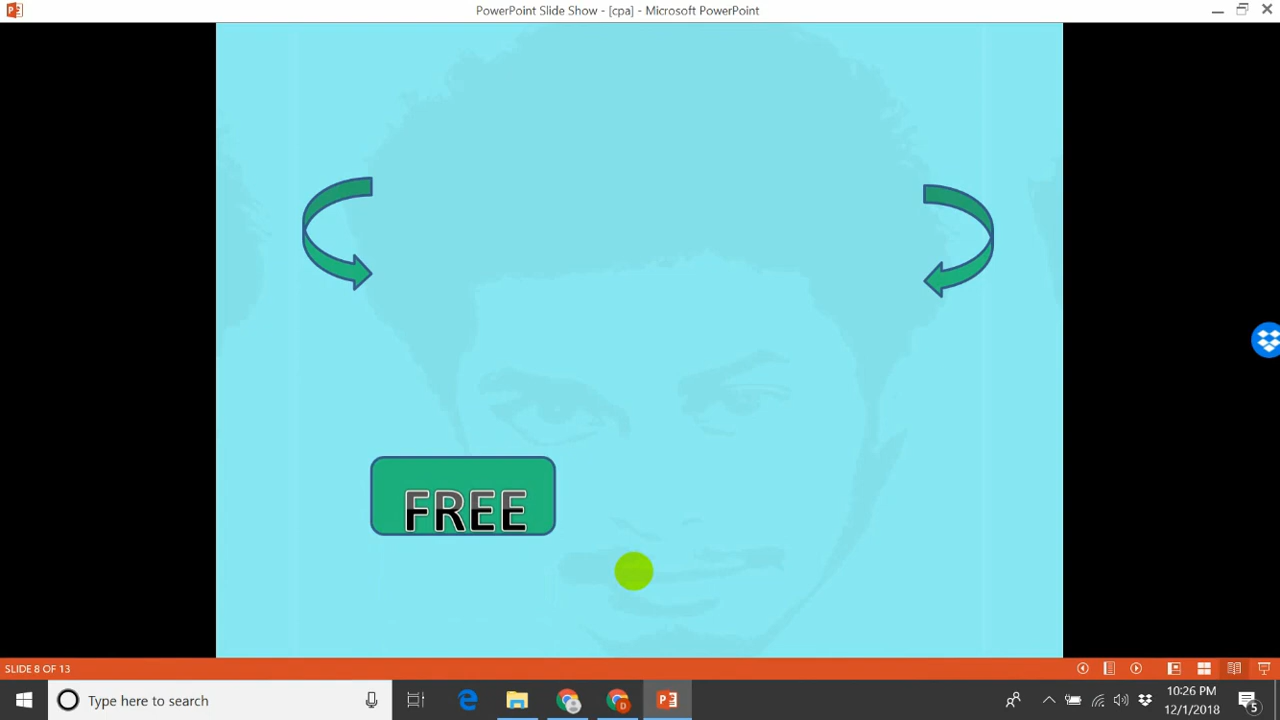 PowerPoint Slide Show - [cpa] - Microsoft PowerPoint
FREE
SLIDE 8 OF 13
Type here to search
10:26 PM
12/1/2018
5